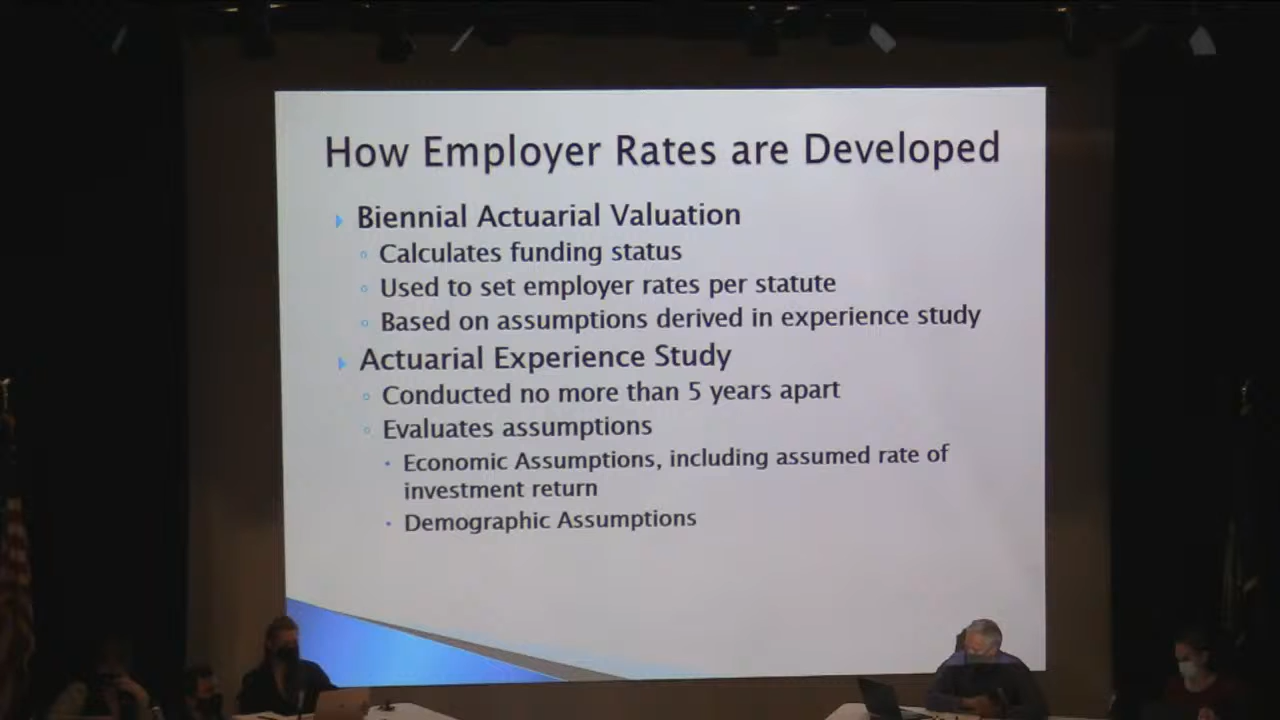 How Employer Rates are Developed
Biennial Actuarial Valuation
Calculates funding status
Used to set employer rates per statute
Based on assumptions derived in experience study
Actuarial Experience Study
Conducted no more than 5 years apart
Evaluates assumptions
Economic Assumptions, including assumed rate of
investment return
Demographic Assumptions